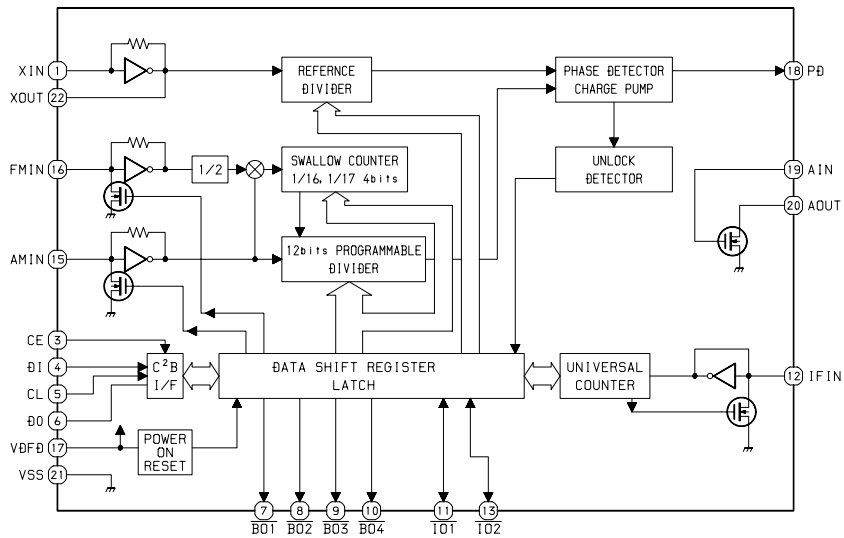 XIN 1
XOUT 22
REFERNCE
DIVIDER
PHASE DETECTOR
CHARGE PUMP
18 PD
FMIN 16
1/2
SWALLOW COUNTER
1/16, 1/17 4bits
UNLOCK
DETECTOR
19 AIN
20 AOUT
AMIN 15
12bits PROGRAMMABLE
DIVIDER
CE 3
DI 4
CL 5
DO 6
VDFD 17
VSS 21
C²B
I/F
DATA SHIFT REGISTER
LATCH
UNIVERSAL
COUNTER
12 IFIN
POWER
ON
RESET
7 8 9 10 11 13
BO1 BO2 BO3 BO4 IO1 IO2